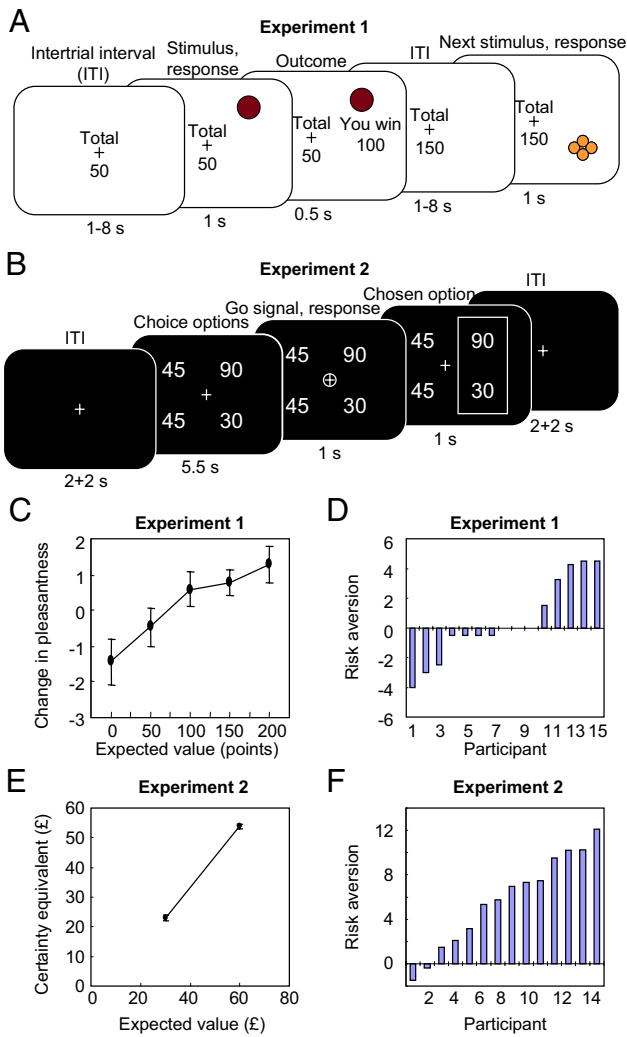 A
Experiment 1
Intertrial interval
(ITI)
Stimulus,
response
Outcome
ITI
Next stimulus, response
Total
+
50
Total
+
50
Total
+
50
You win
100
Total
+
150
Total
+
150
1-8 s
1 s
0.5 s
1-8 s
1 s
B
Experiment 2
ITI
Choice options
Go signal, response
Chosen option
ITI
+
45 90
+
45 30
45 90
45 30
45 90
+
45 30
+
2+2 s
5.5 s
1 s
1 s
2+2 s
C
Experiment 1
Change in pleasantness
2
1
0
-1
-2
-3
0 50 100 150 200
Expected value (points)
D
Experiment 1
Risk aversion
6
4
2
0
-2
-4
-6
1 3 5 7 9 11 13 15
Participant
E
Experiment 2
Certainty equivalent (£)
60
50
40
30
20
10
0
0 20 40 60 80
Expected value (£)
F
Experiment 2
Risk aversion
12
8
4
0
2 4 6 8 10 12 14
Participant